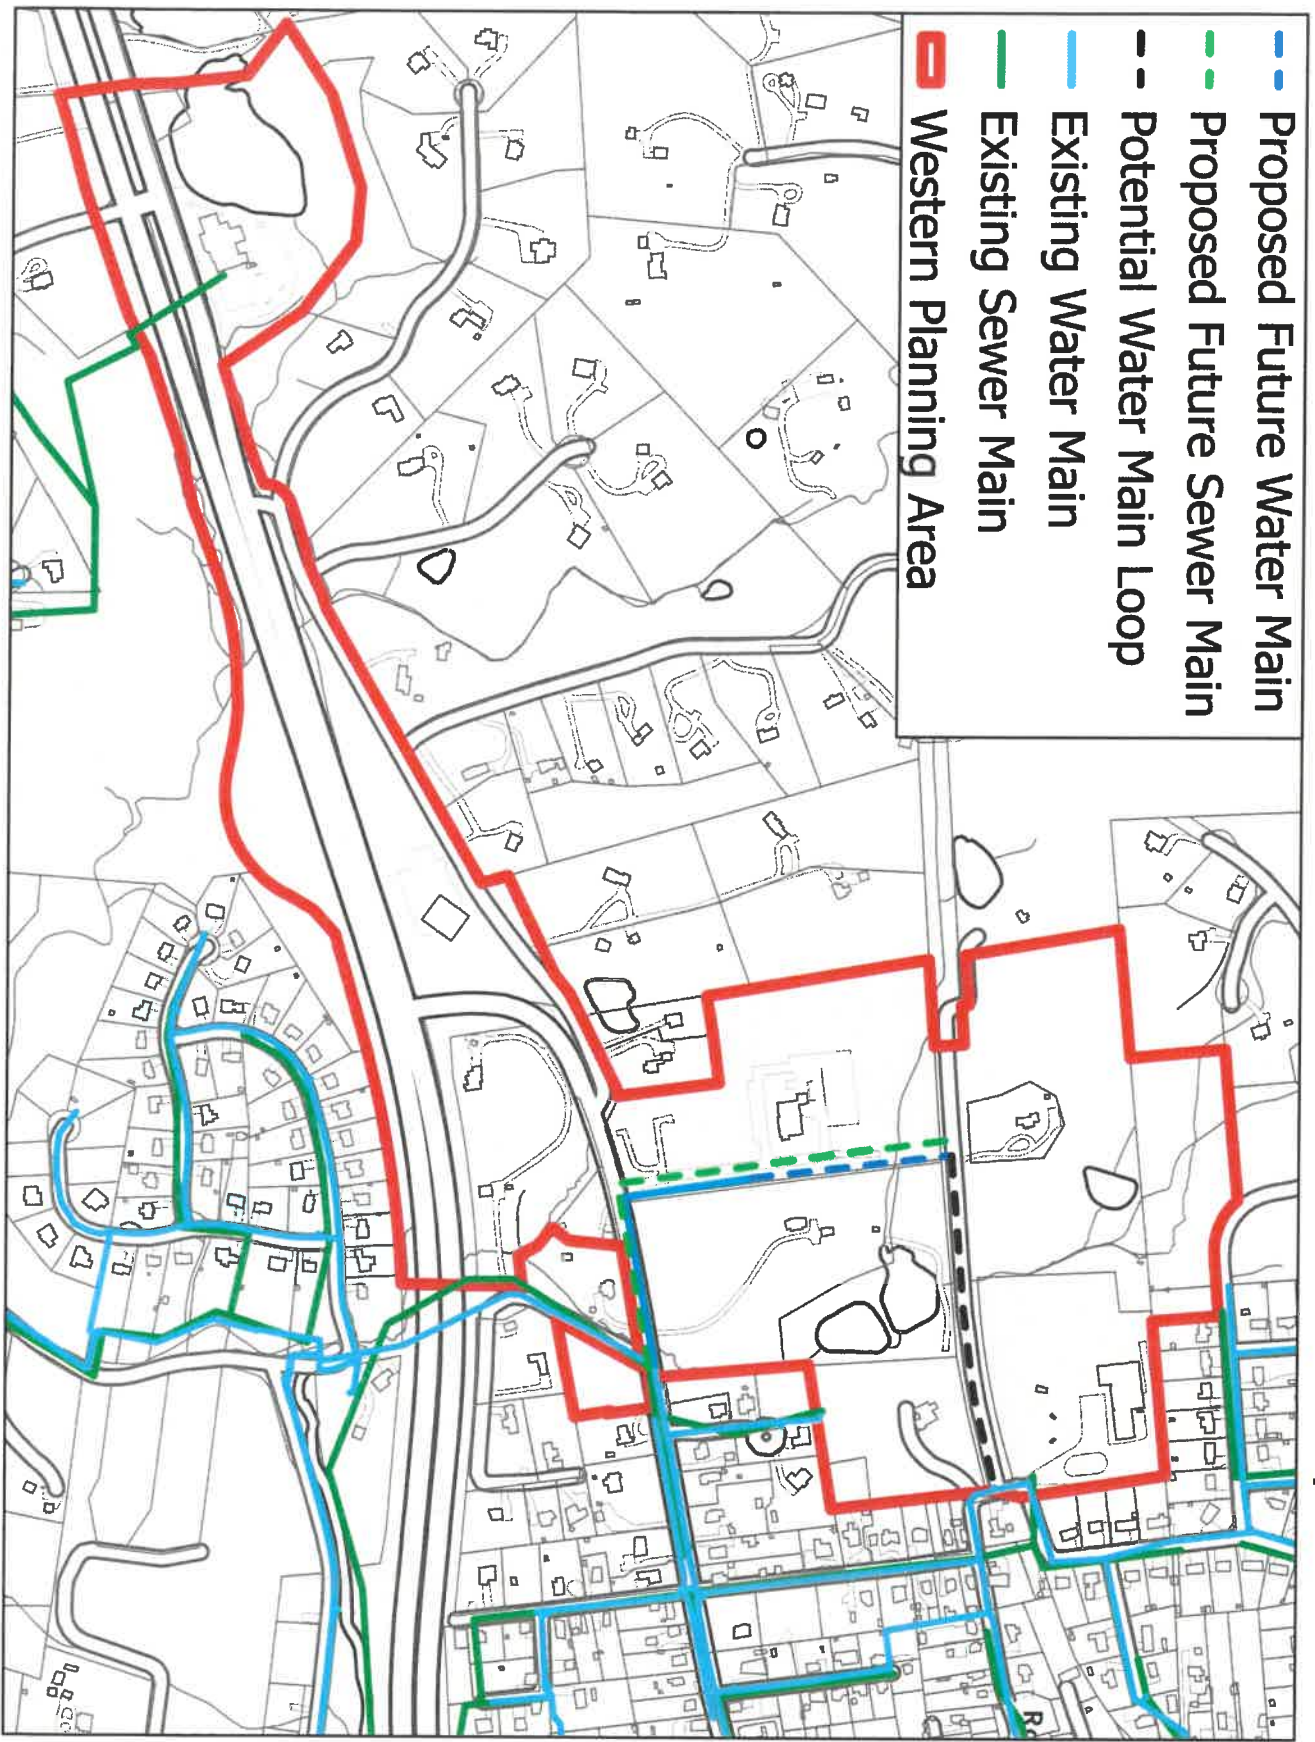 Proposed Future Water Main
Proposed Future Sewer Main
Potential Water Main Loop
Existing Water Main
Existing Sewer Main
Western Planning Area